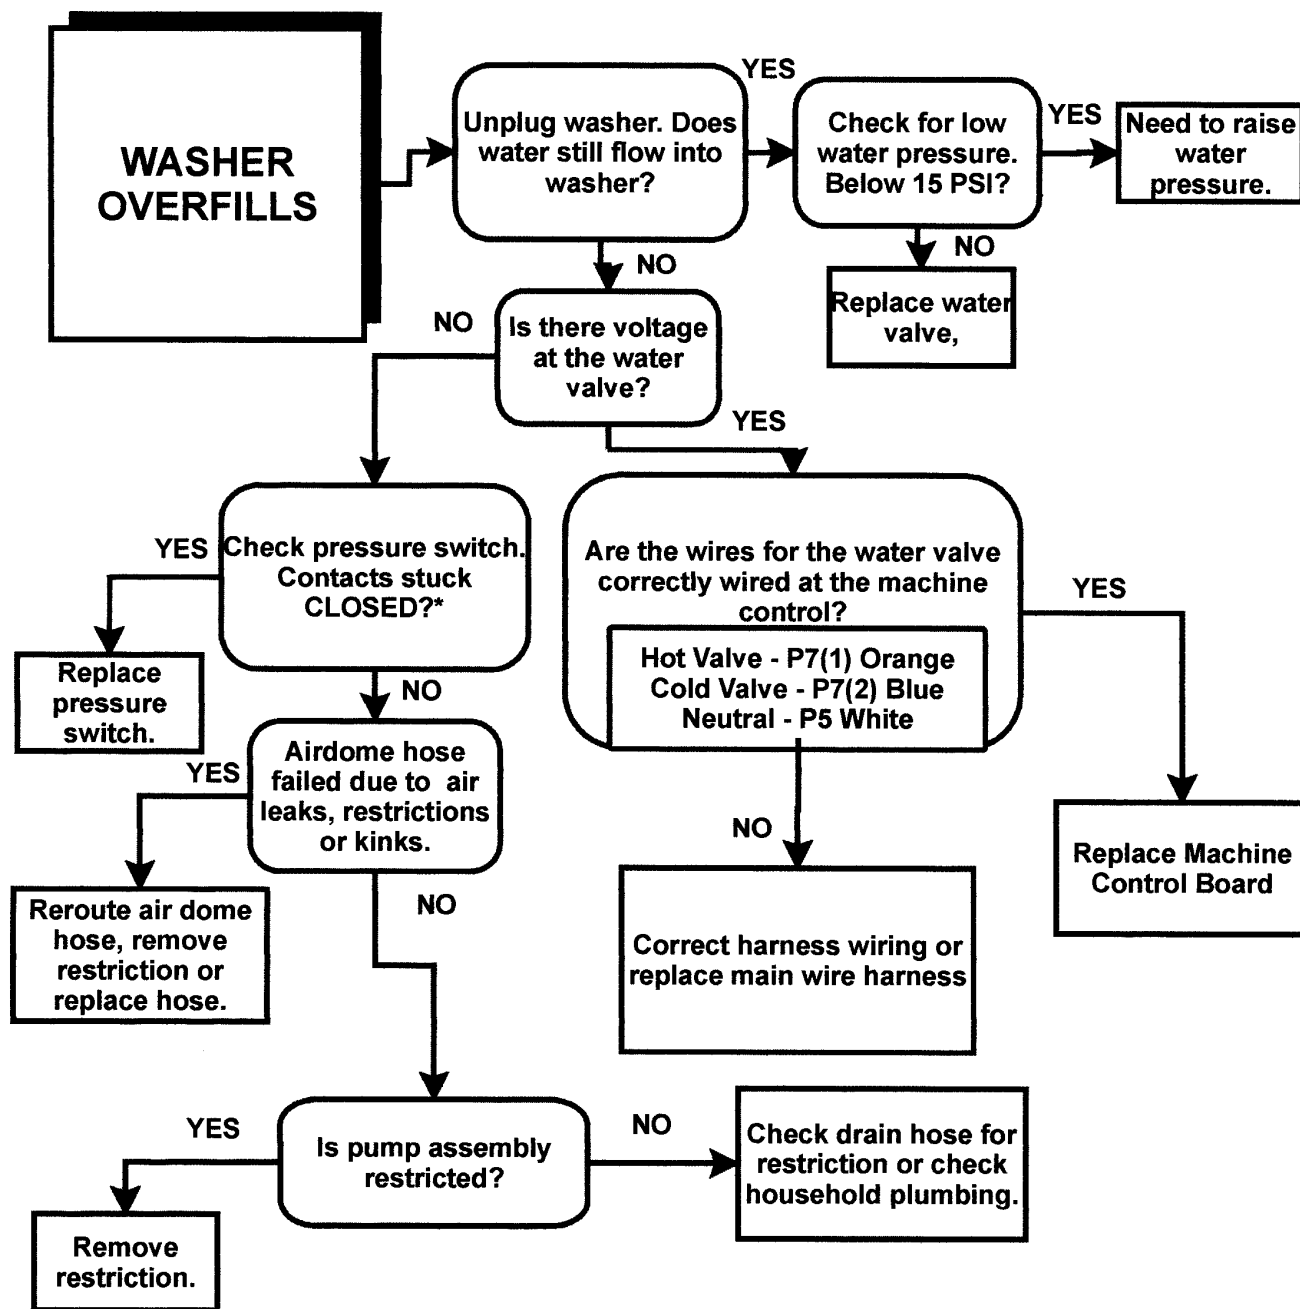 WASHER
OVERFILLS
Unplug washer. Does
water still flow into
washer?
YES
Check for low
water pressure.
Below 15 PSI?
YES
Need to raise
water
pressure.
NO
Replace water
valve,
NO
Is there voltage
at the water
valve?
NO
YES
Check pressure switch.
Contacts stuck
CLOSED?*
YES
Replace
pressure
switch.
NO
Are the wires for the water valve
correctly wired at the machine
control?
Hot Valve - P7(1) Orange
Cold Valve - P7(2) Blue
Neutral - P5 White
YES
Replace Machine
Control Board
NO
Correct harness wiring or
replace main wire harness
Airdome hose
failed due to  air
leaks, restrictions
or kinks.
YES
Reroute air dome
hose, remove
restriction or
replace hose.
NO
Is pump assembly
restricted?
YES
Remove
restriction.
NO
Check drain hose for
restriction or check
household plumbing.